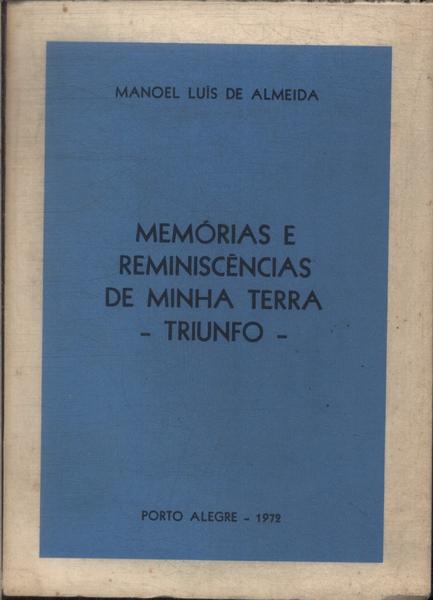 MANOEL LUÍS DE ALMEIDA
MEMÓRIAS E
REMINISCÊNCIAS
DE MINHA TERRA
- TRIUNFO -
PORTO ALEGRE - 1972